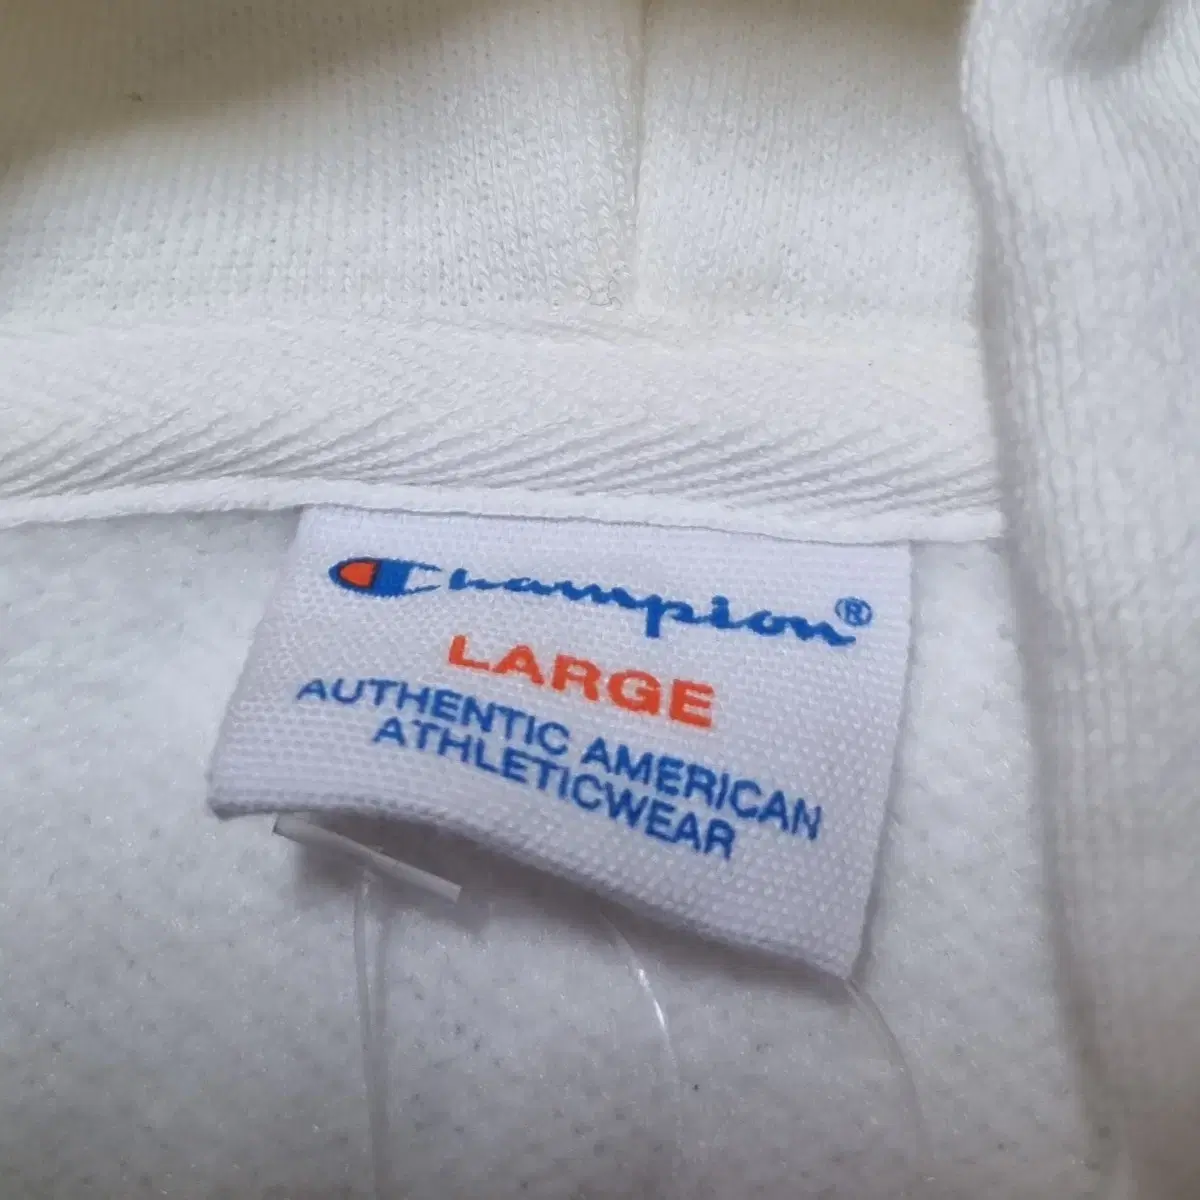 Champion®
LARGE
AUTHENTIC AMERICAN
ATHLETICWEAR